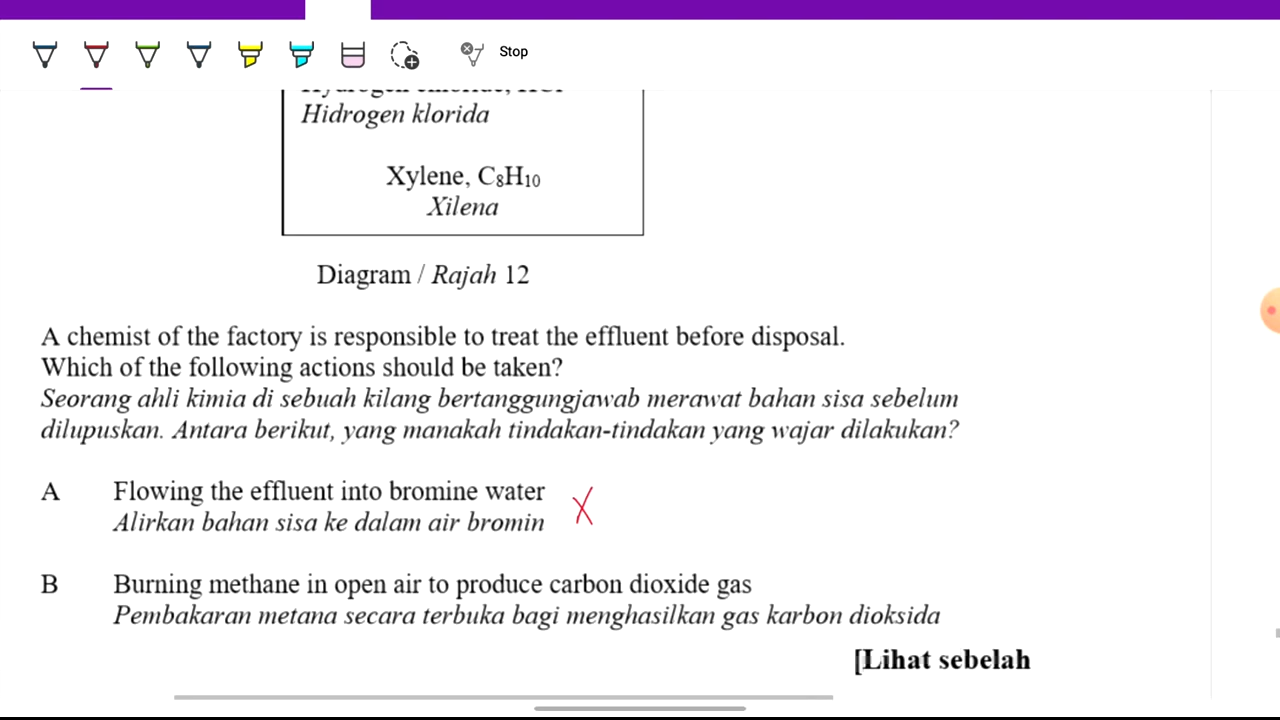 Stop
Hidrogen klorida
Xylene, C₈H₁₀
Xilena
Diagram / Rajah 12
A chemist of the factory is responsible to treat the effluent before disposal.
Which of the following actions should be taken?
Seorang ahli kimia di sebuah kilang bertanggungjawab merawat bahan sisa sebelum
dilupuskan. Antara berikut, yang manakah tindakan-tindakan yang wajar dilakukan?
A Flowing the effluent into bromine water
Alirkan bahan sisa ke dalam air bromin
B Burning methane in open air to produce carbon dioxide gas
Pembakaran metana secara terbuka bagi menghasilkan gas karbon dioksida
[Lihat sebelah